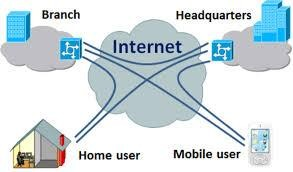 Branch
Headquarters
Internet
Home user
Mobile user